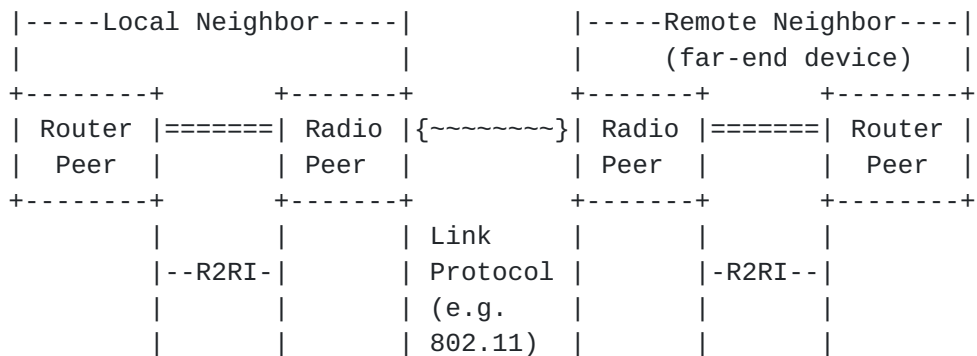 |-----Local Neighbor-----|             |-----Remote Neighbor----|
|                        |             |     (far-end device)   |
+--------+       +-------+             +-------+       +--------+
| Router |=======| Radio |{~~~~~~~~}| Radio |=======| Router |
|  Peer  |       | Peer  |             | Peer  |       |  Peer  |
+--------+       +-------+             +-------+       +--------+
         |       |       | Link     |       |       |
         |--R2RI-|       | Protocol |       |-R2RI--|
         |       |       | (e.g.    |       |       |
         |       |       | 802.11)  |       |       |